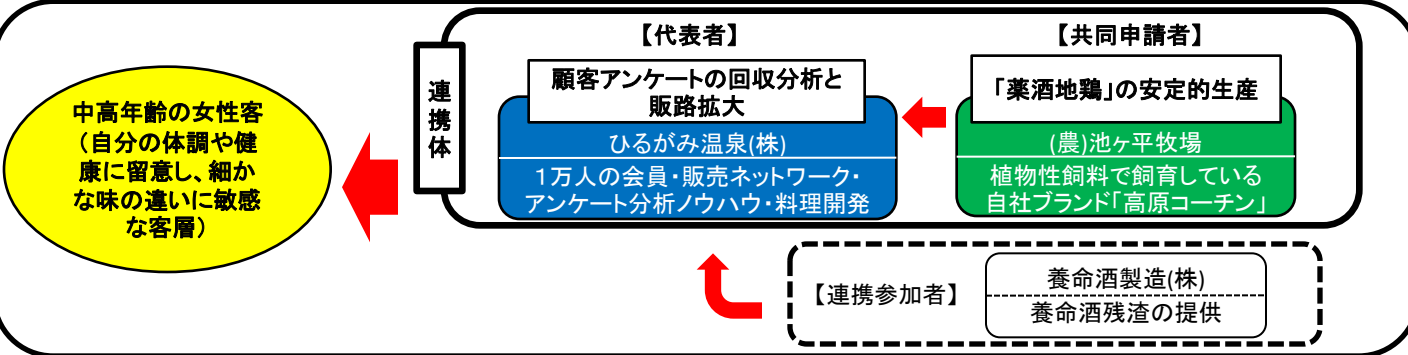 中高年齢の女性客
（自分の体調や健
康に留意し、細か
な味の違いに敏感
な客層）
連
携
体
【代表者】
顧客アンケートの回収分析と
販路拡大
ひるがみ温泉(株)
1万人の会員・販売ネットワーク・
アンケート分析ノウハウ・料理開発
【共同申請者】
「薬酒地鶏」の安定的生産
(農)池ヶ平牧場
植物性飼料で飼育している
自社ブランド「高原コーチン」
【連携参加者】
養命酒製造(株)
養命酒残渣の提供